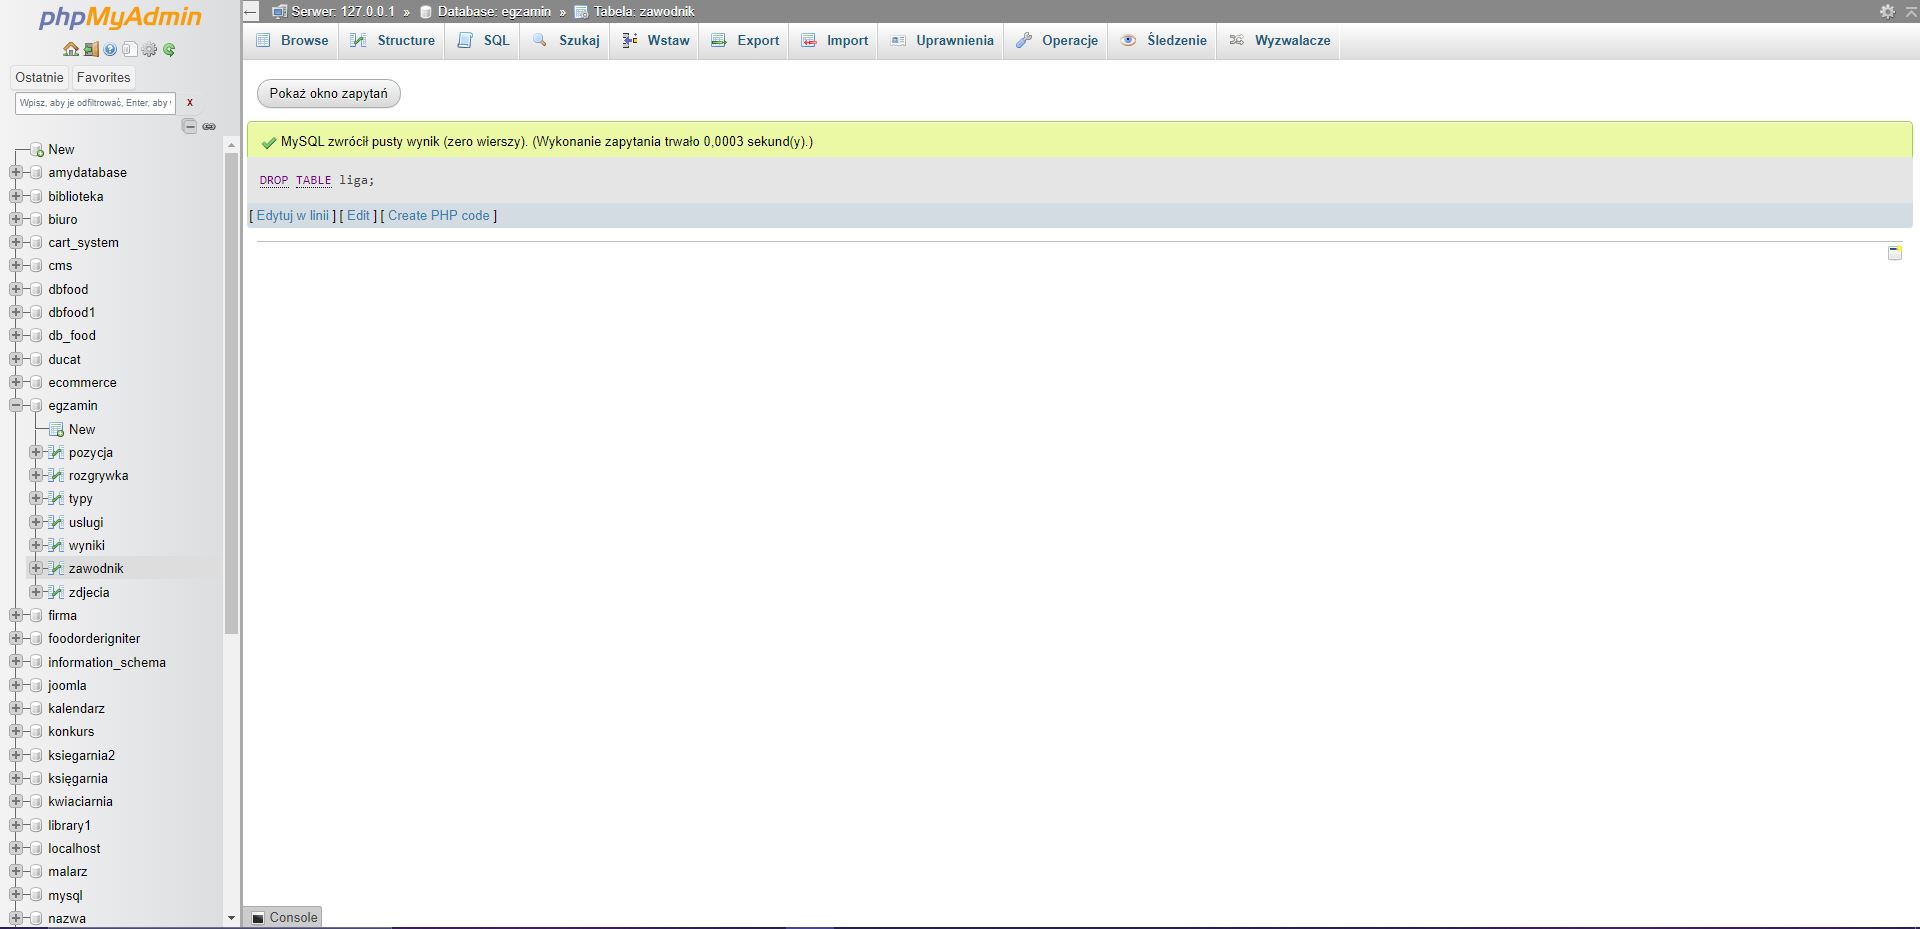 phpMyAdmin
Ostatnie Favorites
Wpisz, aby je odfiltrować, Enter, aby
X
New
amydatabase
biblioteka
biuro
cart_system
cms
dbfood
dbfood1
db_food
ducat
ecommerce
egzamin
New
pozycja
rozgrywka
typy
uslugi
wyniki
zawodnik
zdjecia
firma
foodorderigniter
information_schema
joomla
kalendarz
konkurs
ksiegarnia2
księgarnia
kwiaciarnia
library1
localhost
malarz
mysql
nazwa
Serwer: 127.0.0.1 » Database: egzamin » Tabela: zawodnik
Browse Structure SQL Szukaj Wstaw Export Import Uprawnienia Operacje Śledzenie Wyzwalacze
Pokaż okno zapytań
MySQL zwrócił pusty wynik (zero wierszy). (Wykonanie zapytania trwało 0,0003 sekund(y).)
DROP TABLE liga;
[ Edytuj w linii ] [ Edit ] [ Create PHP code ]
Console